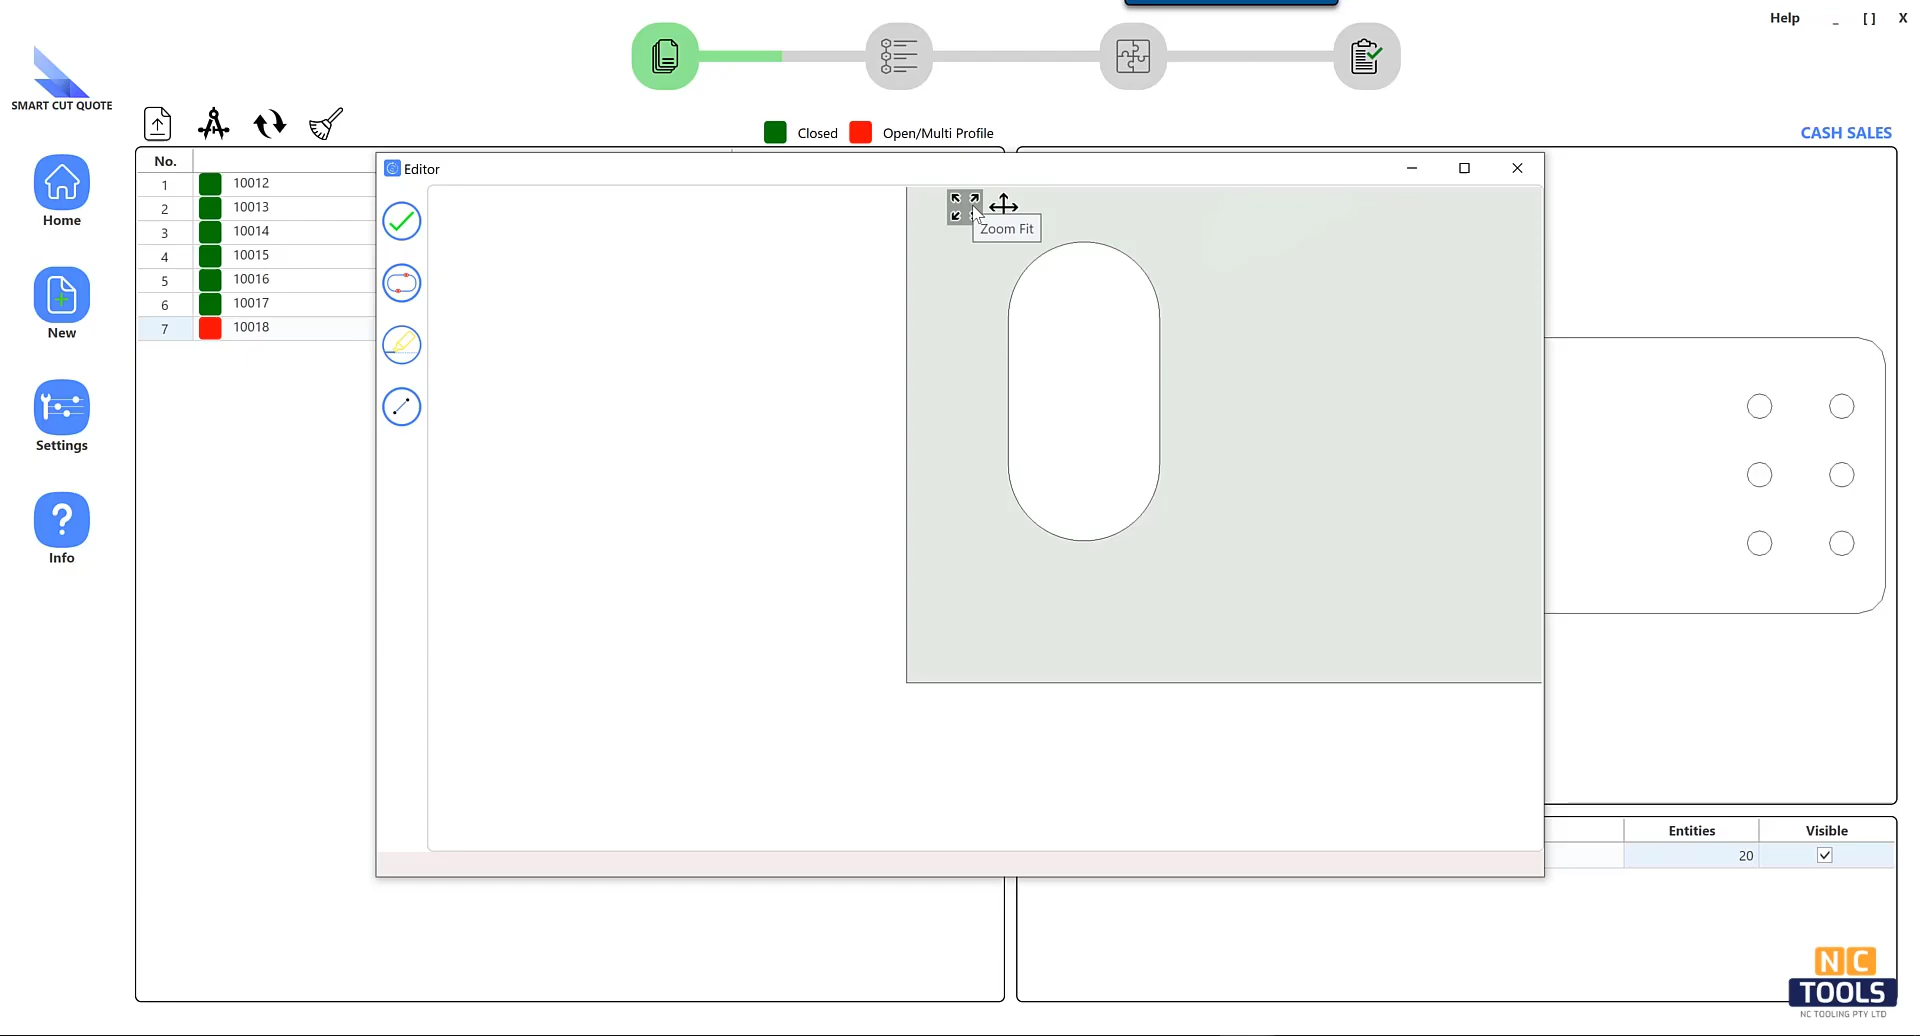 Help _ [ ] X
SMART CUT QUOTE
Closed Open/Multi Profile
CASH SALES
Home
New
Settings
Info
No.
1 10012
2 10013
3 10014
4 10015
5 10016
6 10017
7 10018
Editor
Zoom Fit
Entities Visible
20
NC
TOOLS
NC TOOLING PTY LTD